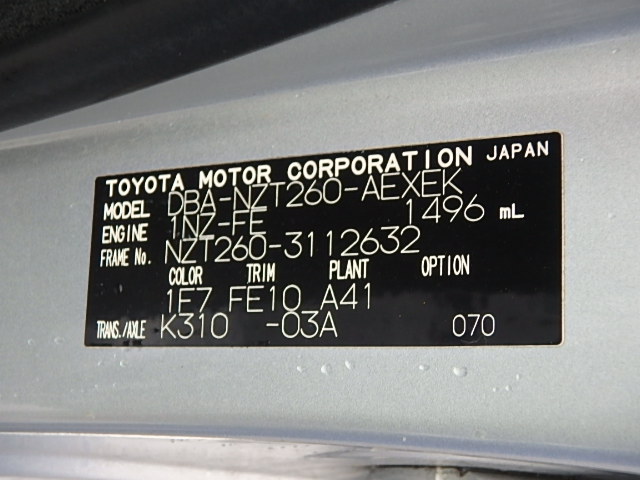 TOYOTA MOTOR CORPORATION JAPAN
MODEL DBA-NZT260-AEXEK
ENGINE 1NZ-FE 1496 mL
FRAME No. NZT260-3112632
COLOR TRIM PLANT OPTION
1E7 FE10 A41
TRANS./AXLE K310 -03A 070